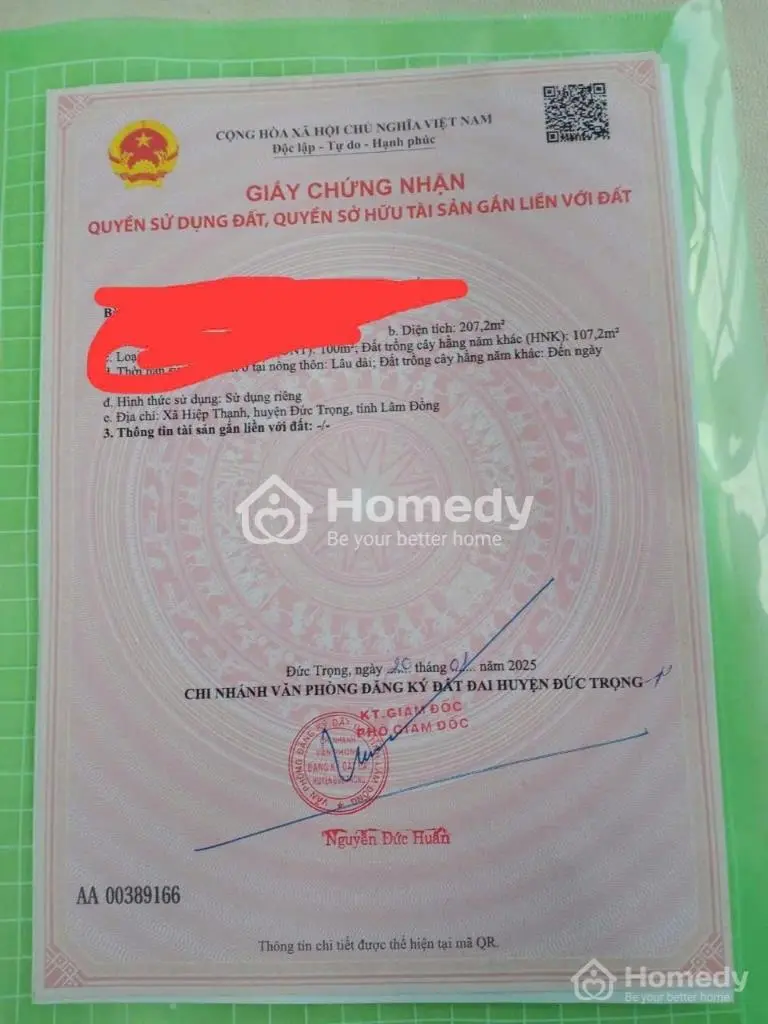 CỘNG HÒA XÃ HỘI CHỦ NGHĨA VIỆT NAM
Độc lập - Tự do - Hạnh phúc
GIẤY CHỨNG NHẬN
QUYỀN SỬ DỤNG ĐẤT, QUYỀN SỞ HỮU TÀI SẢN GẮN LIỀN VỚI ĐẤT
b. Diện tích: 207,2m²
c. Loạ 100m²; Đất trồng cây hằng năm khác (HNK): 107,2m²
tại nông thôn: Lâu dài; Đất trồng cây hằng năm khác: Đến ngày
đ. Hình thức sử dụng: Sử dụng riêng
e. Địa chỉ: Xã Hiệp Thạnh, huyện Đức Trọng, tỉnh Lâm Đồng
3. Thông tin tài sản gắn liền với đất: -/-
Homedy
Be your better home
Đức Trọng, ngày 20 tháng 01 năm 2025
CHI NHÁNH VĂN PHÒNG ĐĂNG KÝ ĐẤT ĐAI HUYỆN ĐỨC TRỌNG
KT.GIÁM ĐỐC
PHÓ GIÁM ĐỐC
Nguyễn Đức Huấn
AA 00389166
Thông tin chi tiết được thể hiện tại mã QR.
Homedy
Be your better home